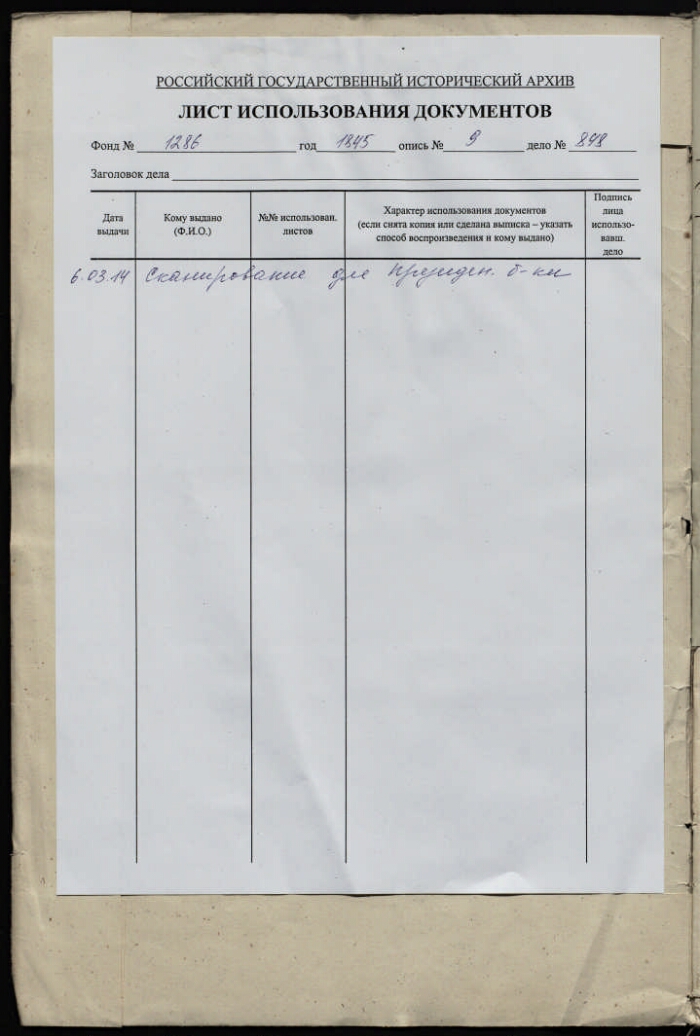 РОССИЙСКИЙ ГОСУДАРСТВЕННЫЙ ИСТОРИЧЕСКИЙ АРХИВ
ЛИСТ ИСПОЛЬЗОВАНИЯ ДОКУМЕНТОВ
Фонд № 1286 год 1845 опись № 9 дело № 898
Заголовок дела
Дата
выдачи
Кому выдано
(Ф.И.О.)
№№ использован.
листов
Характер использования документов
(если снята копия или сделана выписка – указать
способ воспроизведения и кому выдано)
Подпись
лица
использо-
вавш.
дело
6.03.14 Сканирование для Президен. б-ки